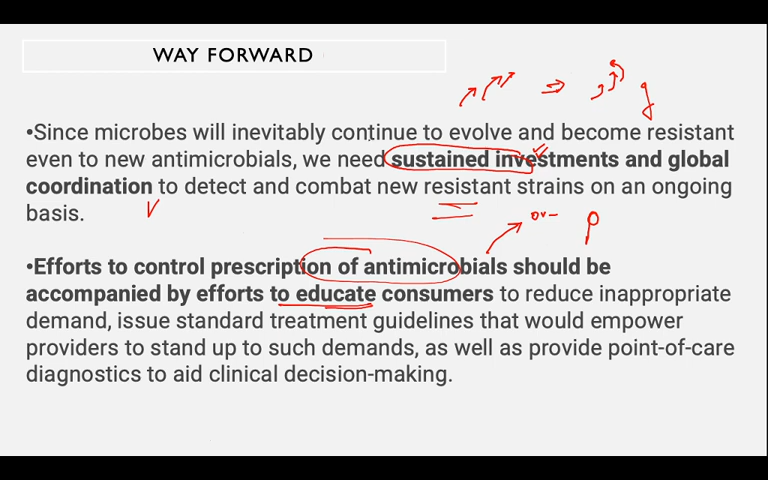 WAY FORWARD
•Since microbes will inevitably continue to evolve and become resistant
even to new antimicrobials, we need sustained investments and global
coordination to detect and combat new resistant strains on an ongoing
basis.
•Efforts to control prescription of antimicrobials should be
accompanied by efforts to educate consumers to reduce inappropriate
demand, issue standard treatment guidelines that would empower
providers to stand up to such demands, as well as provide point-of-care
diagnostics to aid clinical decision-making.